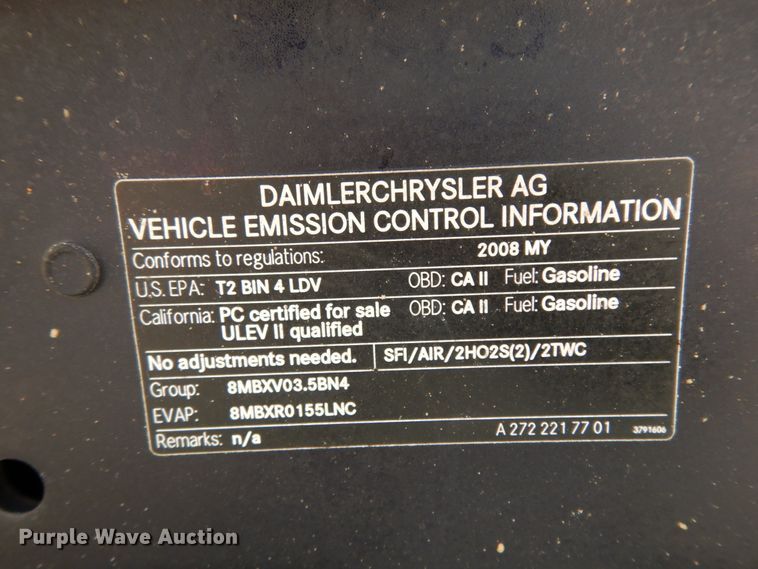 DAIMLERCHRYSLER AG
VEHICLE EMISSION CONTROL INFORMATION
Conforms to regulations: 2008 MY
U.S. EPA: T2 BIN 4 LDV OBD: CA II Fuel: Gasoline
California: PC certified for sale OBD: CA II Fuel: Gasoline
ULEV II qualified
No adjustments needed. SFI/AIR/2HO2S(2)/2TWC
Group: 8MBXV03.5BN4
EVAP: 8MBXR0155LNC
Remarks: n/a A 272 221 77 01 3791606
Purple Wave Auction